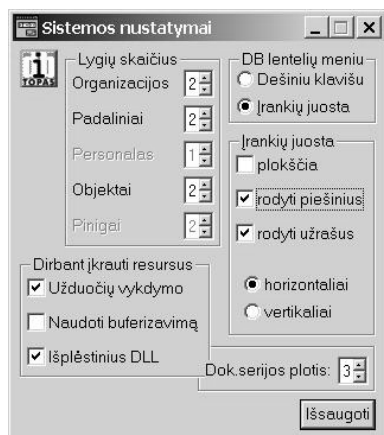 Sistemos nustatymai
TOPAS
Lygių skaičius
Organizacijos 2
Padaliniai 2
Personalas 1
Objektai 2
Pinigai 2
DB lentelių meniu
Dešiniu klavišu
Įrankių juosta
Įrankių juosta
plokščia
rodyti piešinius
rodyti užrašus
horizontaliai
vertikaliai
Dirbant įkrauti resursus
Užduočių vykdymo
Naudoti buferizavimą
Išplėstinius DLL
Dok.serijos plotis: 3
Išsaugoti